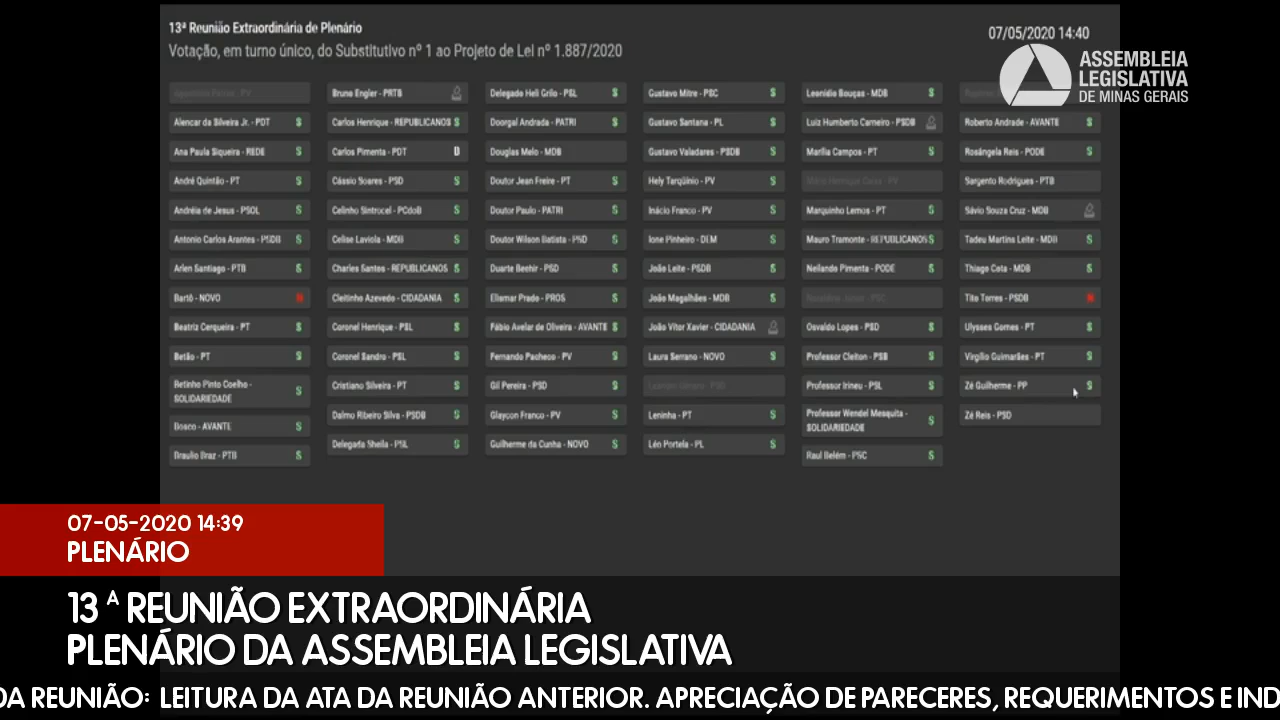 13ª Reunião Extraordinária de Plenário
Votação, em turno único, do Substitutivo nº 1 ao Projeto de Lei nº 1.887/2020
07/05/2020 14:40
ASSEMBLEIA
LEGISLATIVA
DE MINAS GERAIS
Alencar da Silveira Jr. - PDT S
Ana Paula Siqueira - REDE S
André Quintão - PT S
Andréia de Jesus - PSOL S
Antonio Carlos Arantes - PSDB S
Arlen Santiago - PTB S
Bartô - NOVO N
Beatriz Cerqueira - PT S
Betão - PT S
Betinho Pinto Coelho -
SOLIDARIEDADE S
Bosco - AVANTE S
Braulio Braz - PTB S
Bruno Engler - PRTB
Carlos Henrique - REPUBLICANOS S
Carlos Pimenta - PDT B
Cássio Soares - PSD S
Celinho Sintrocel - PCdoB S
Celise Laviola - MDB S
Charles Santos - REPUBLICANOS S
Cleitinho Azevedo - CIDADANIA S
Coronel Henrique - PSL S
Coronel Sandro - PSL S
Cristiano Silveira - PT S
Dalmo Ribeiro Silva - PSDB S
Delegada Sheila - PSL S
Delegado Heli Grilo - PSL S
Doorgal Andrada - PATRI S
Douglas Melo - MDB
Doutor Jean Freire - PT S
Doutor Paulo - PATRI S
Doutor Wilson Batista - PSD S
Duarte Bechir - PSD S
Elismar Prado - PROS S
Fábio Avelar de Oliveira - AVANTE S
Fernando Pacheco - PV S
Gil Pereira - PSD S
Glaycon Franco - PV S
Guilherme da Cunha - NOVO S
Gustavo Mitre - PSC S
Gustavo Santana - PL S
Gustavo Valadares - PSDB S
Hely Tarqüínio - PV S
Inácio Franco - PV S
Ione Pinheiro - DEM S
João Leite - PSDB S
João Magalhães - MDB S
João Vítor Xavier - CIDADANIA
Laura Serrano - NOVO S
Leninha - PT S
Léo Portela - PL S
Leonídio Bouças - MDB S
Luiz Humberto Carneiro - PSDB
Marília Campos - PT S
Marquinho Lemos - PT S
Mauro Tramonte - REPUBLICANOS S
Neilando Pimenta - PODE S
Osvaldo Lopes - PSD S
Professor Cleiton - PSB S
Professor Irineu - PSL S
Professor Wendel Mesquita -
SOLIDARIEDADE S
Raul Belém - PSC S
Roberto Andrade - AVANTE S
Rosângela Reis - PODE S
Sargento Rodrigues - PTB
Sávio Souza Cruz - MDB
Tadeu Martins Leite - MDB S
Thiago Cota - MDB S
Tito Torres - PSDB N
Ulysses Gomes - PT S
Virgílio Guimarães - PT S
Zé Guilherme - PP S
Zé Reis - PSD
07-05-2020 14:39
PLENÁRIO
13 ª REUNIÃO EXTRAORDINÁRIA
PLENÁRIO DA ASSEMBLEIA LEGISLATIVA
DA REUNIÃO: LEITURA DA ATA DA REUNIÃO ANTERIOR. APRECIAÇÃO DE PARECERES, REQUERIMENTOS E IND